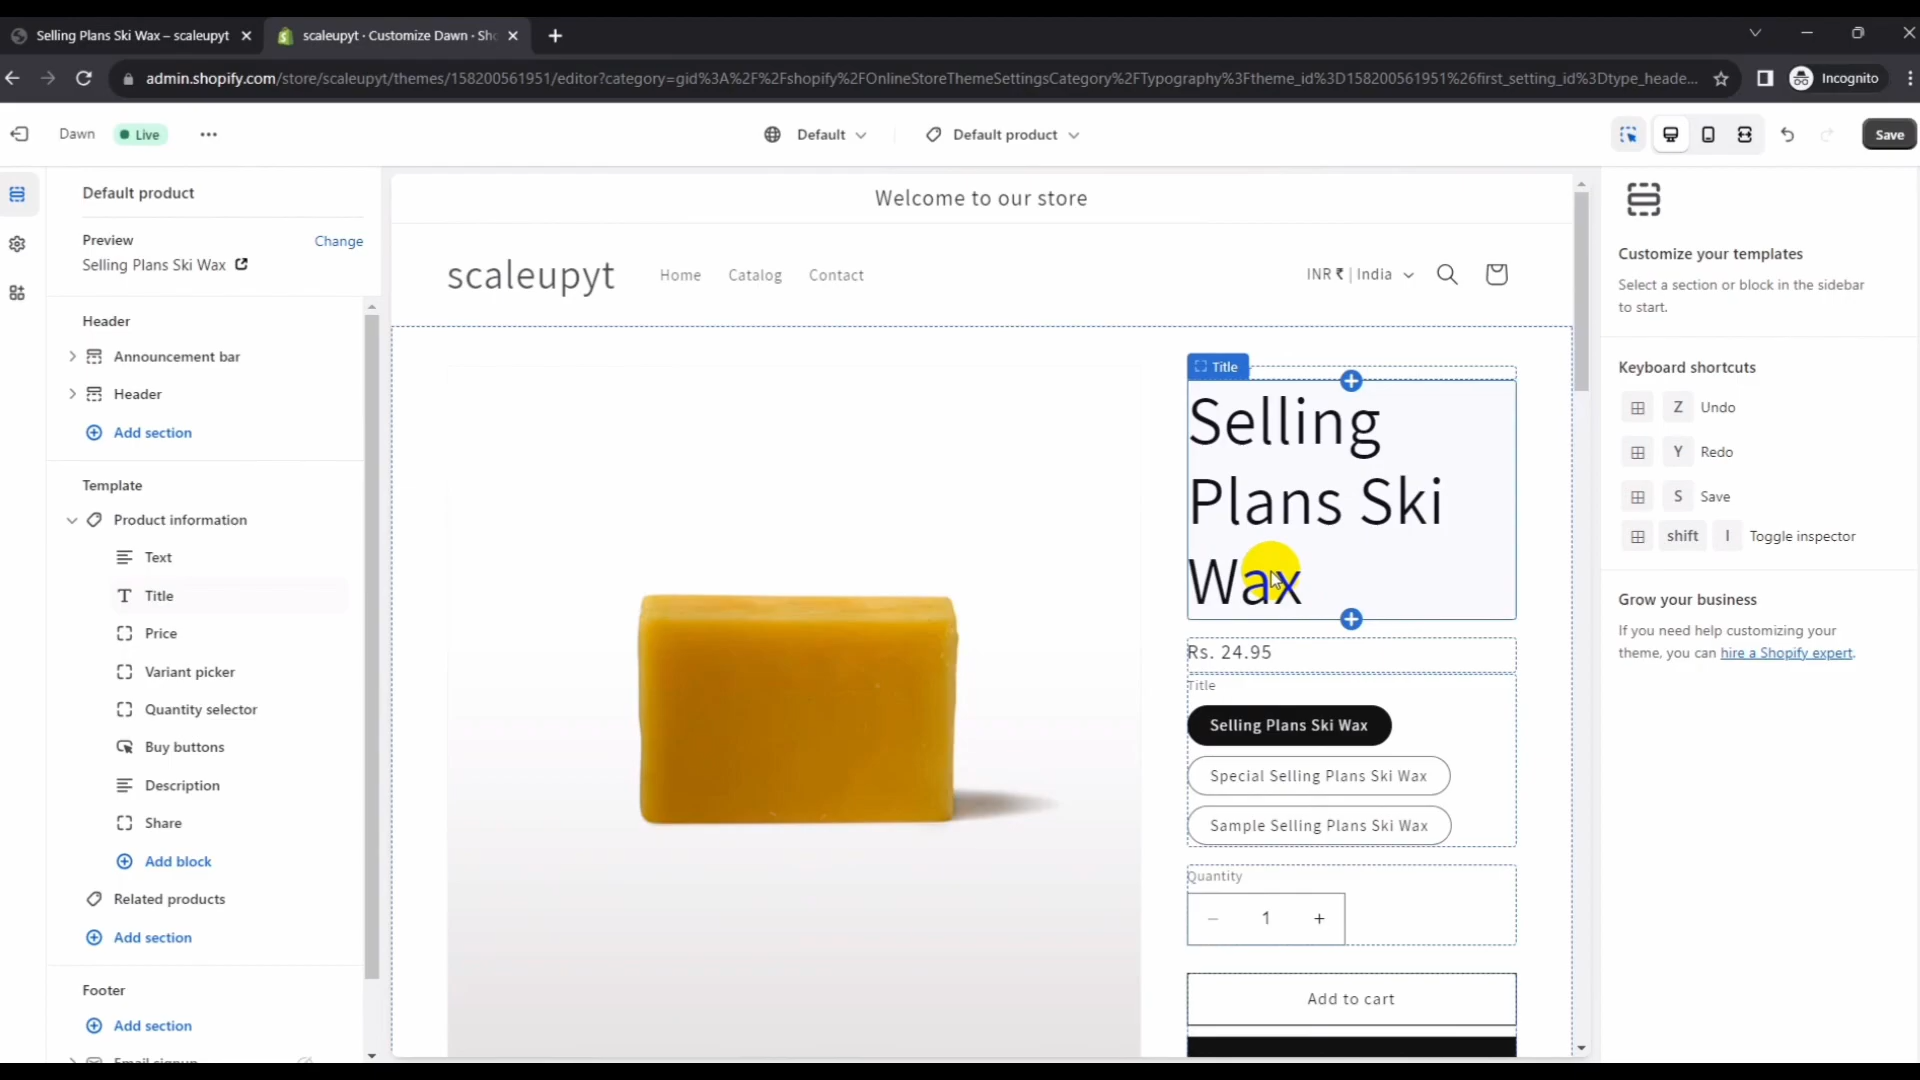 Selling Plans Ski Wax – scaleupyt
scaleupyt · Customize Dawn · Sh
admin.shopify.com/store/scaleupyt/themes/158200561951/editor?category=gid%3A%2F%2Fshopify%2FOnlineStoreThemeSettingsCategory%2FTypography%3Ftheme_id%3D158200561951%26first_setting_id%3Dtype_heade...
Incognito
Dawn
Live
Default
Default product
Save
Default product
Preview
Change
Selling Plans Ski Wax
Header
Announcement bar
Header
Add section
Template
Product information
Text
Title
Price
Variant picker
Quantity selector
Buy buttons
Description
Share
Add block
Related products
Add section
Footer
Add section
Email signup
Welcome to our store
scaleupyt
Home
Catalog
Contact
INR ₹ | India
Title
Selling
Plans Ski
Wax
Rs. 24.95
Title
Selling Plans Ski Wax
Special Selling Plans Ski Wax
Sample Selling Plans Ski Wax
Quantity
1
Add to cart
Customize your templates
Select a section or block in the sidebar
to start.
Keyboard shortcuts
Z Undo
Y Redo
S Save
shift I Toggle inspector
Grow your business
If you need help customizing your
theme, you can hire a Shopify expert.